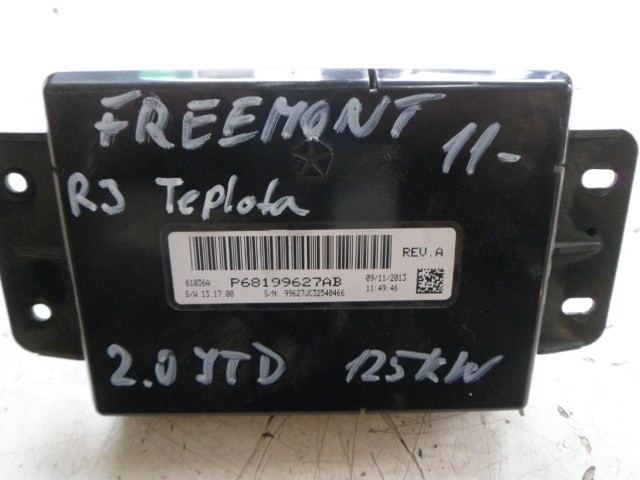 FREEMONT 11-
RJ Teplota
REV.A
61036A P68199627AB 09/11/2013
S/W 13.17.00 S/N: 99627JC32540466 11:49:46
2.0 JTD 125kW